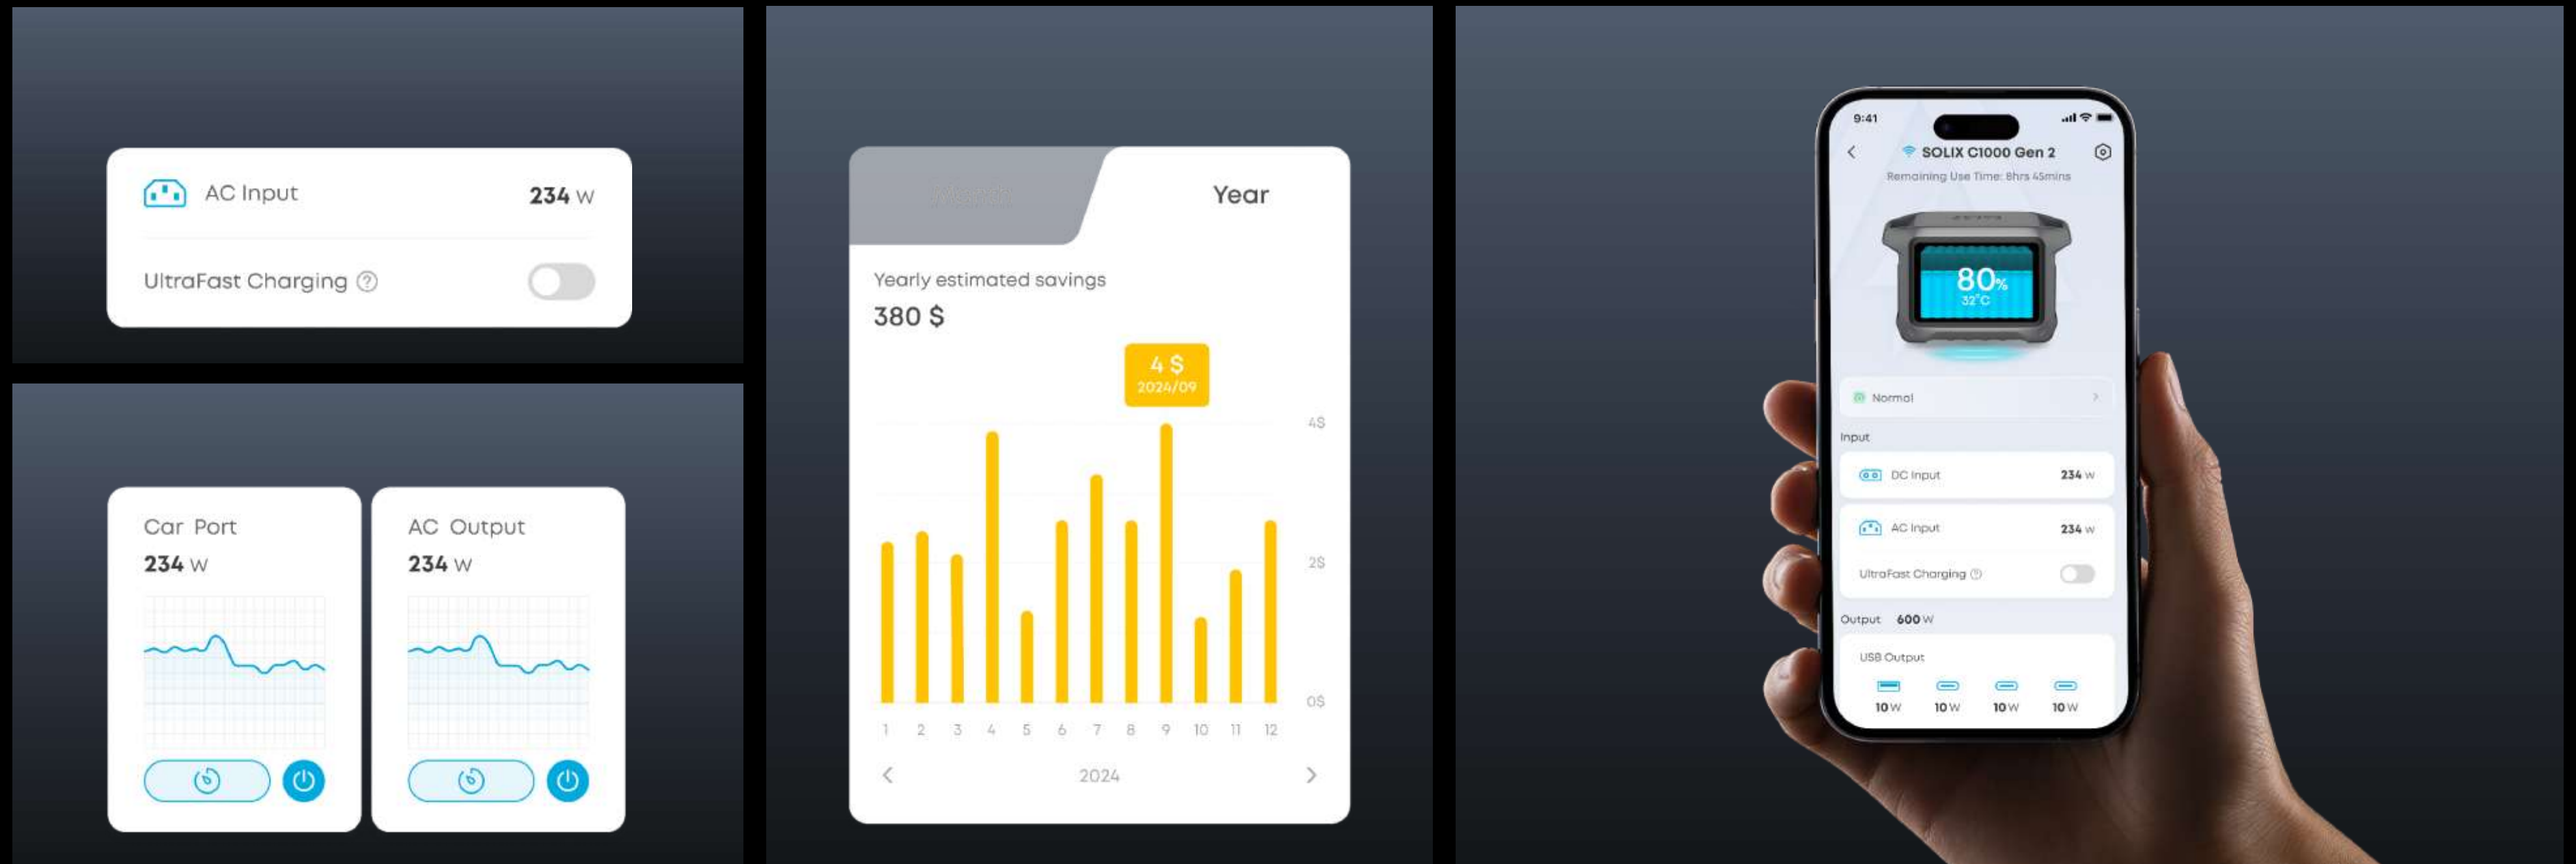 AC Input
234 W
UltraFast Charging ?
Car Port
234 W
AC Output
234 W
Year
Yearly estimated savings
380 $
4 $
2024/09
4$
2$
0$
1 2 3 4 5 6 7 8 9 10 11 12
2024
9:41
SOLIX C1000 Gen 2
Remaining Use Time: 8hrs 45mins
80%
32°C
Normal
Input
DC Input
234 W
AC Input
234 W
UltraFast Charging ?
Output 600 W
USB Output
10 W 10 W 10 W 10 W